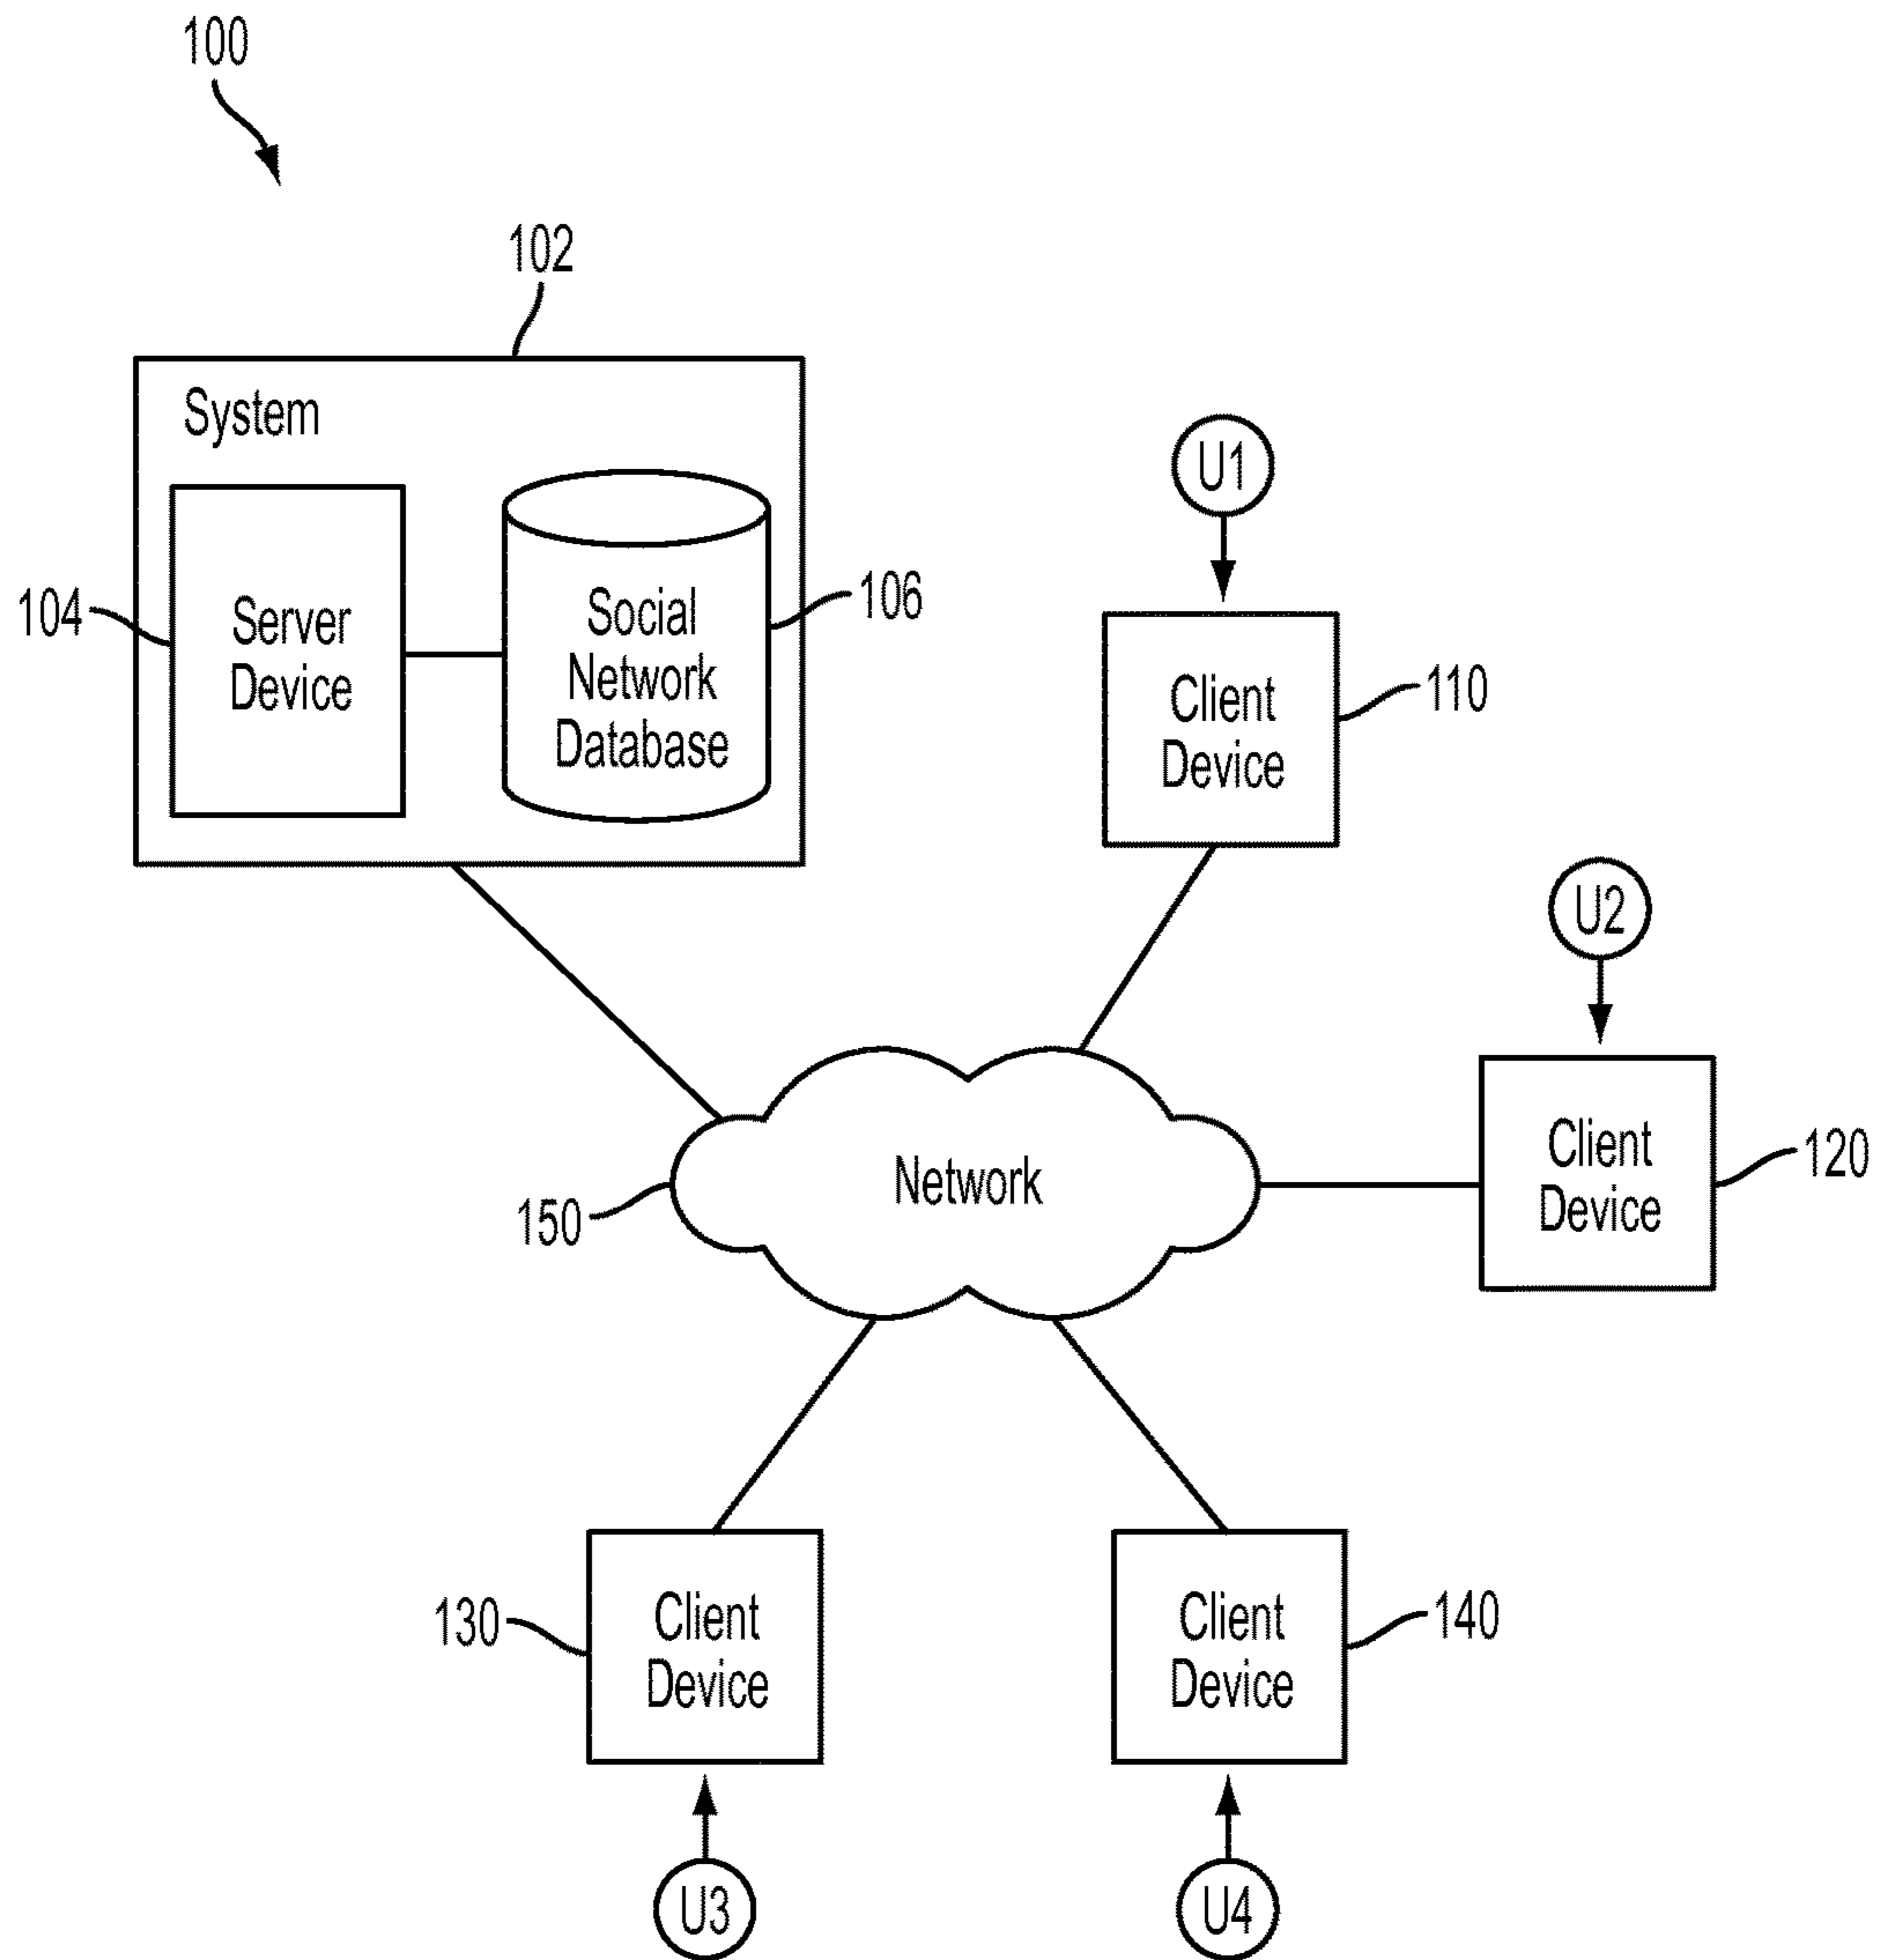 100
102
System
U1
104
Server
Device
Social
Network
Database
106
Client
Device
110
U2
Client
Device
120
Network
150
130
Client
Device
Client
Device
140
U3
U4